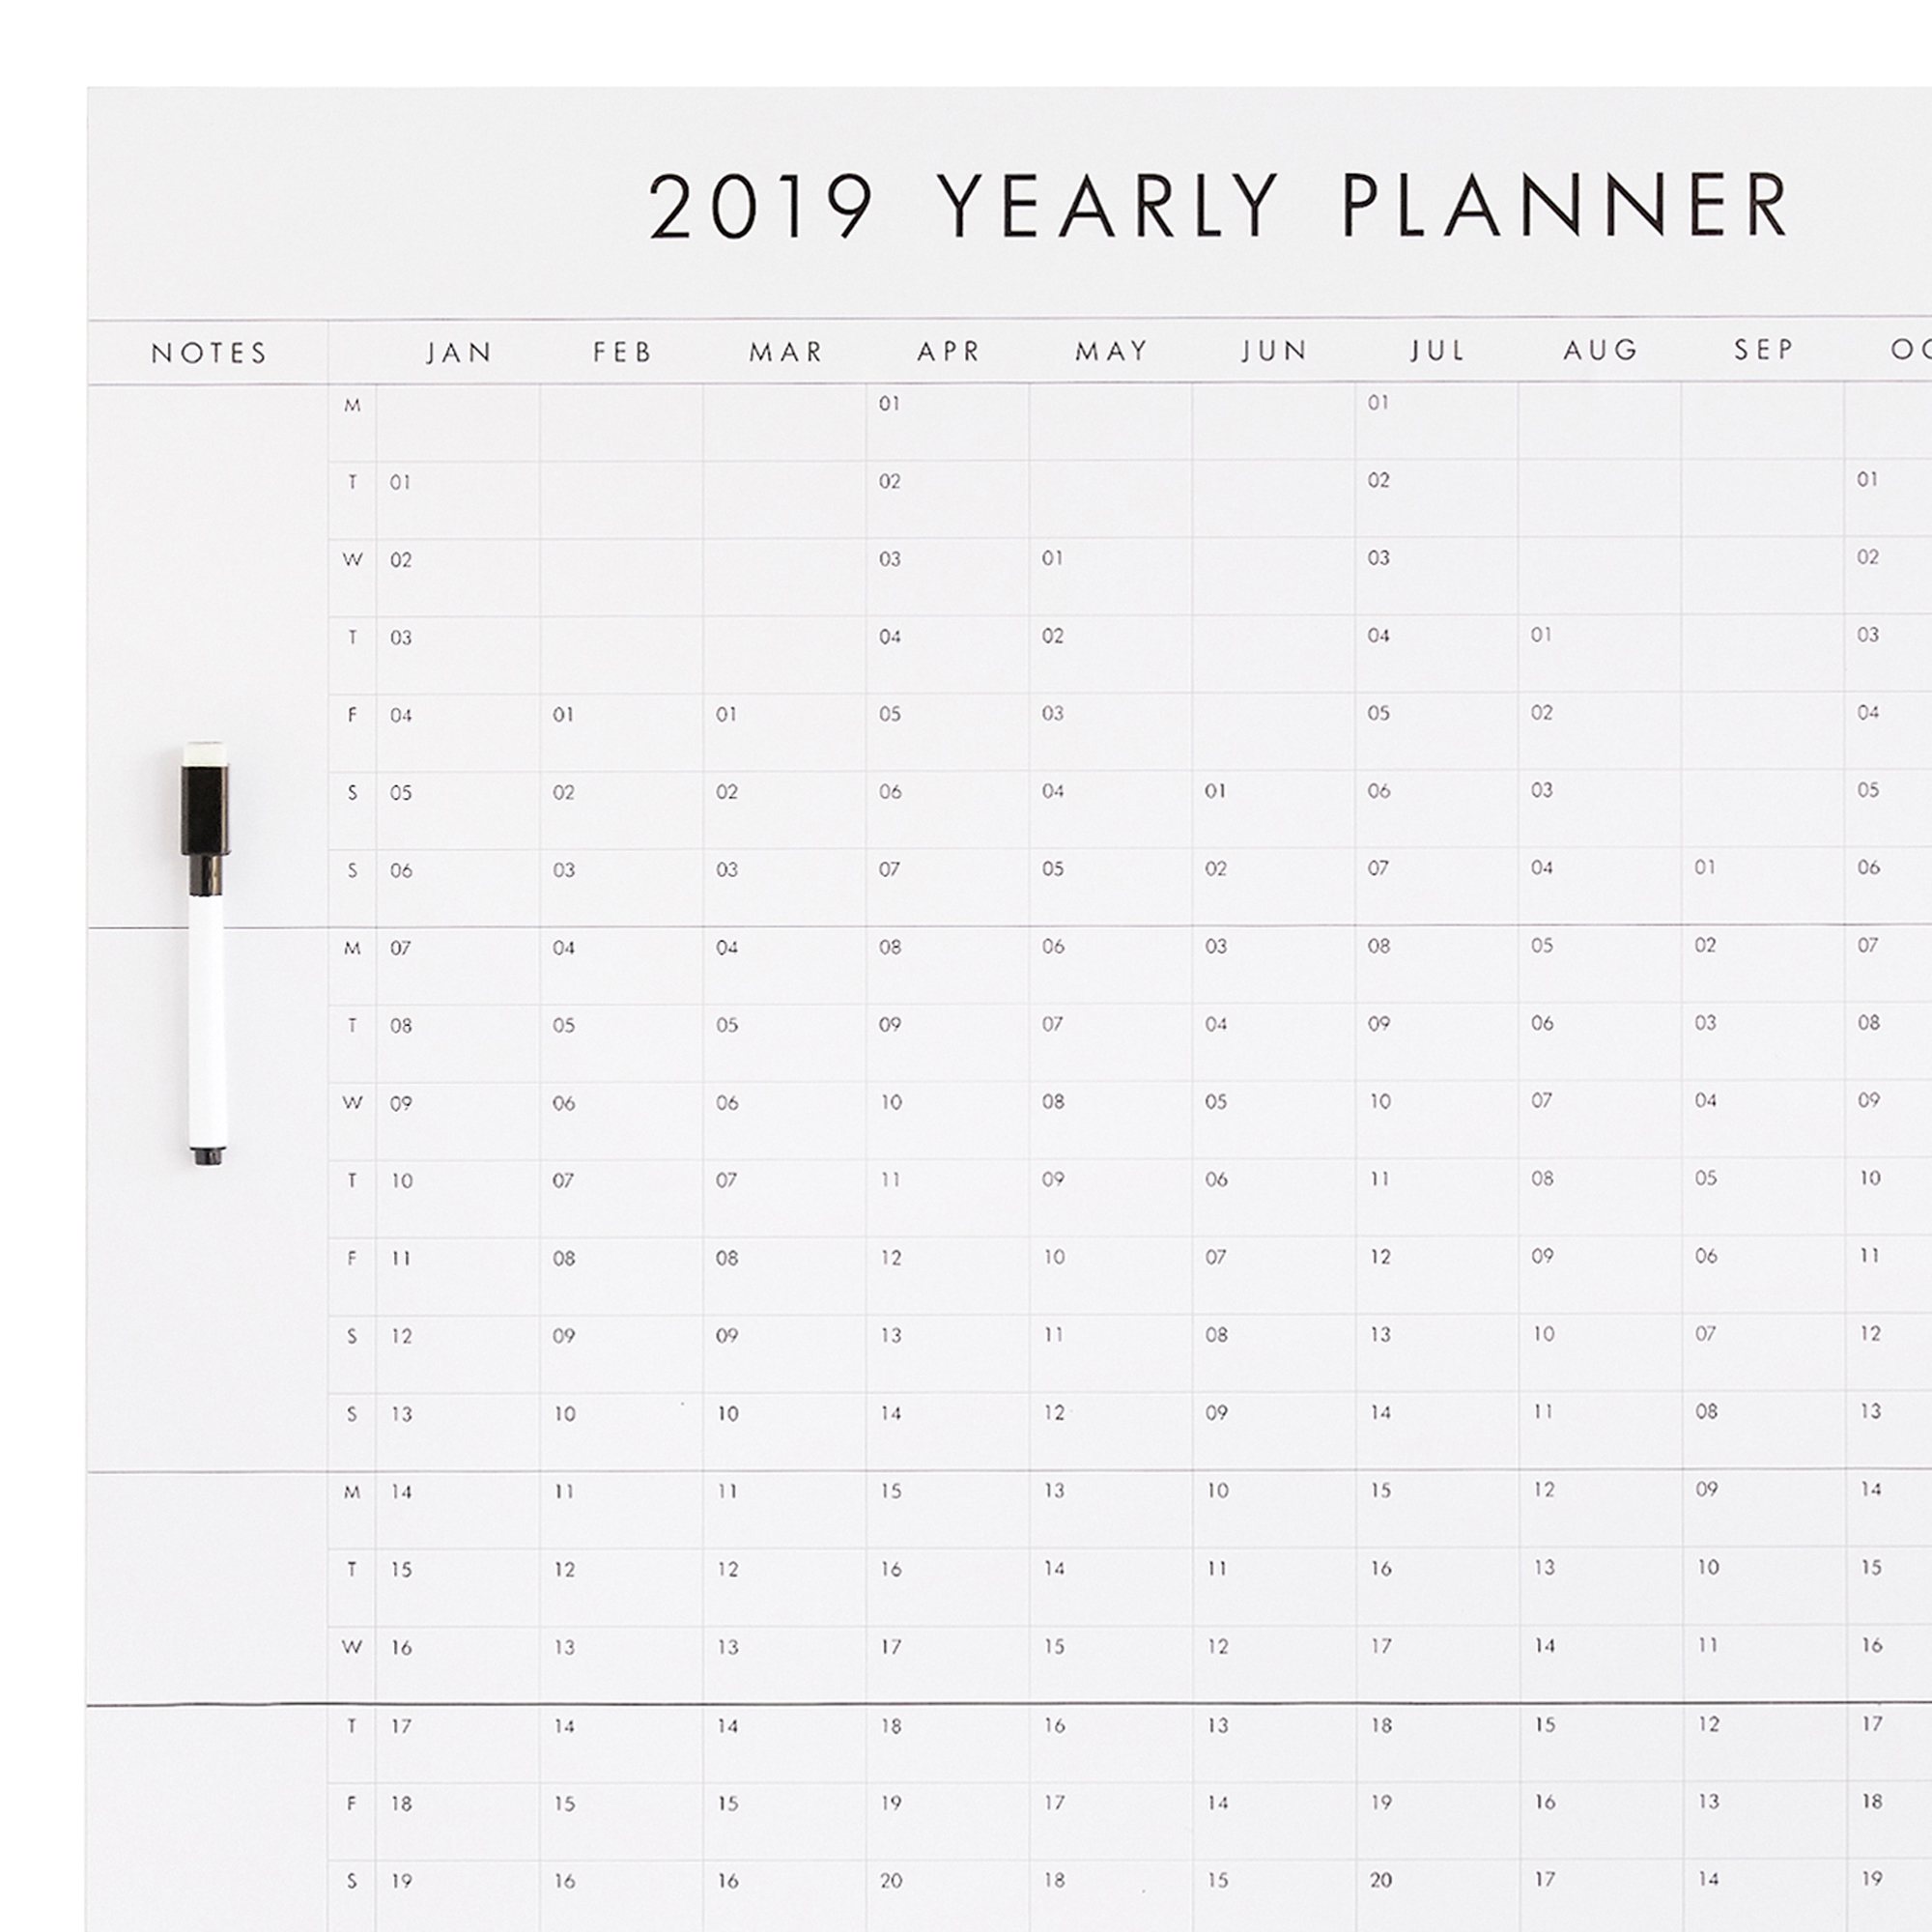 2019 YEARLY PLANNER
NOTES JAN FEB MAR APR MAY JUN JUL AUG SEP
M 01 01
T 01 02 02 01
W 02 03 01 03 02
T 03 04 02 04 01 03
F 04 01 01 05 03 05 02 04
S 05 02 02 06 04 01 06 03 05
S 06 03 03 07 05 02 07 04 01 06
M 07 04 04 08 06 03 08 05 02 07
T 08 05 05 09 07 04 09 06 03 08
W 09 06 06 10 08 05 10 07 04 09
T 10 07 07 11 09 06 11 08 05 10
F 11 08 08 12 10 07 12 09 06 11
S 12 09 09 13 11 08 13 10 07 12
S 13 10 10 14 12 09 14 11 08 13
M 14 11 11 15 13 10 15 12 09 14
T 15 12 12 16 14 11 16 13 10 15
W 16 13 13 17 15 12 17 14 11 16
T 17 14 14 18 16 13 18 15 12 17
F 18 15 15 19 17 14 19 16 13 18
S 19 16 16 20 18 15 20 17 14 19